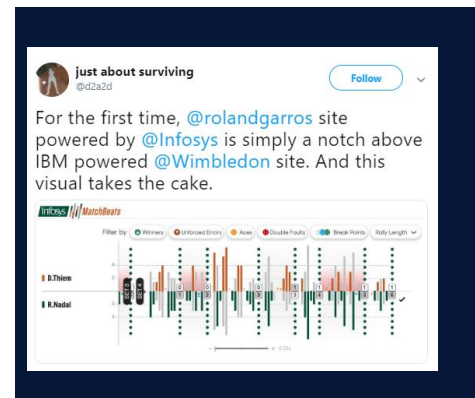 just about surviving
@d2a2d
Follow
For the first time, @rolandgarros site
powered by @Infosys is simply a notch above
IBM powered @Wimbledon site. And this
visual takes the cake.
Infosys MatchBeats
Filter by Winners Unforced Errors Aces Double Faults Break Points Rally Length
D.Thiem
R.Nadal